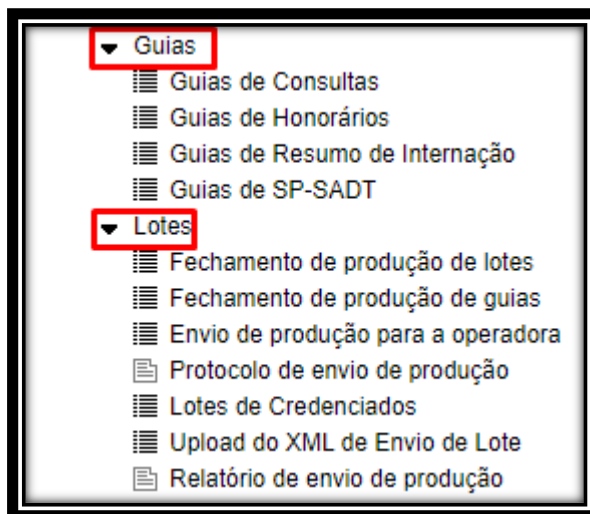 Guias
Guias de Consultas
Guias de Honorários
Guias de Resumo de Internação
Guias de SP-SADT
Lotes
Fechamento de produção de lotes
Fechamento de produção de guias
Envio de produção para a operadora
Protocolo de envio de produção
Lotes de Credenciados
Upload do XML de Envio de Lote
Relatório de envio de produção